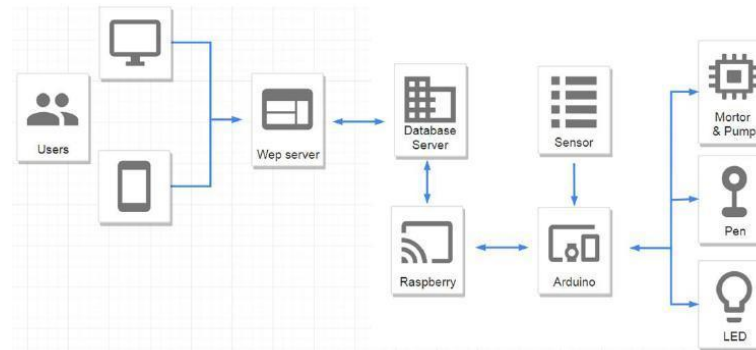 Users
Wep server
Database
Server
Sensor
Mortor
& Pump
Raspberry
Arduino
Pen
LED